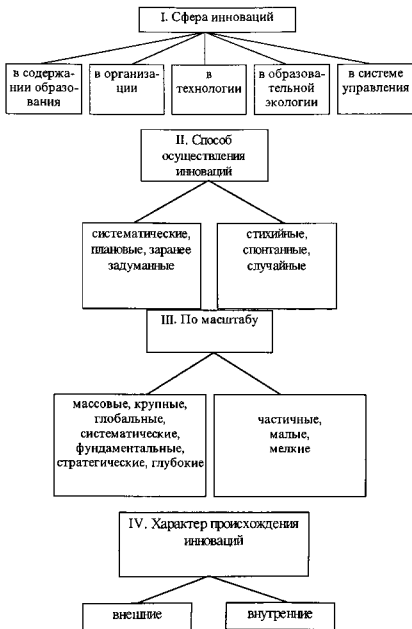 I. Сфера инноваций
в содержа-
нии образо-
вания
в организа-
ции
в
технологии
в образова-
тельной
экологии
в системе
управления
II. Способ
осуществления
инноваций
систематические,
плановые, заранее
задуманные
стихийные,
спонтанные,
случайные
III. По масштабу
массовые, крупные,
глобальные,
систематические,
фундаментальные,
стратегические, глубокие
частичные,
малые,
мелкие
IV. Характер происхождения
инноваций
внешние
внутренние